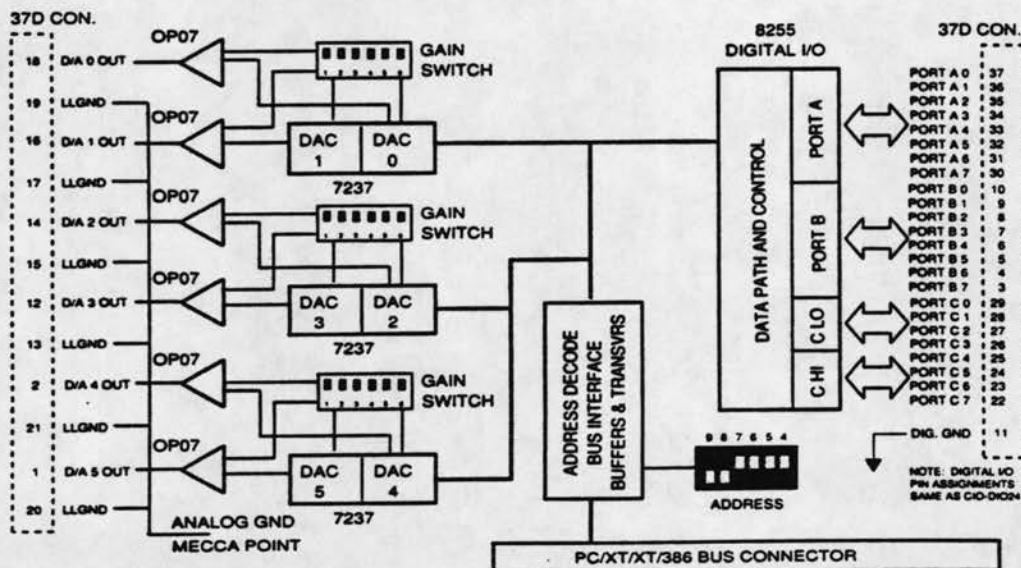 37D CON.
18 D/A 0 OUT
19 LLGND
16 D/A 1 OUT
17 LLGND
14 D/A 2 OUT
15 LLGND
12 D/A 3 OUT
13 LLGND
2 D/A 4 OUT
21 LLGND
1 D/A 5 OUT
20 LLGND
ANALOG GND
MECCA POINT
OP07
OP07
GAIN
SWITCH
DAC DAC
1 0
7237
OP07
OP07
GAIN
SWITCH
DAC DAC
3 2
7237
OP07
OP07
GAIN
SWITCH
DAC DAC
5 4
7237
ADDRESS DECODE
BUS INTERFACE
BUFFERS & TRANSVRS
9 8 7 6 5 4
ADDRESS
PC/XT/XT/386 BUS CONNECTOR
8255
DIGITAL I/O
DATA PATH AND CONTROL
PORT A
PORT B
C LO
C HI
37D CON.
PORT A 0 37
PORT A 1 36
PORT A 2 35
PORT A 3 34
PORT A 4 33
PORT A 5 32
PORT A 6 31
PORT A 7 30
PORT B 0 10
PORT B 1 9
PORT B 2 8
PORT B 3 7
PORT B 4 6
PORT B 5 5
PORT B 6 4
PORT B 7 3
PORT C 0 29
PORT C 1 28
PORT C 2 27
PORT C 3 26
PORT C 4 25
PORT C 5 24
PORT C 6 23
PORT C 7 22
DIG. GND 11
NOTE: DIGITAL I/O
PIN ASSIGNMENTS
SAME AS CIO-DIO24